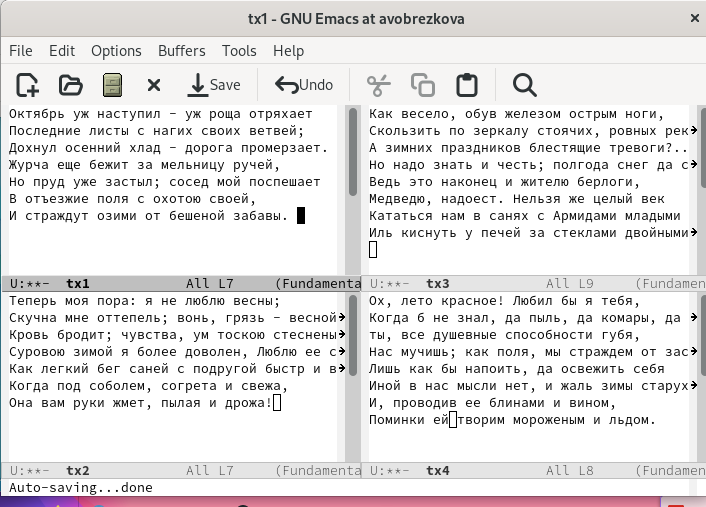 tx1 - GNU Emacs at avobrezkova ×
File Edit Options Buffers Tools Help
Save Undo
Октябрь уж наступил - уж роща отряхает
Последние листы с нагих своих ветвей;
Дохнул осенний хлад - дорога промерзает.
Журча еще бежит за мельницу ручей,
Но пруд уже застыл; сосед мой поспешает
В отъезжие поля с охотою своей,
И страждут озими от бешеной забавы.
U:**- tx1 All L7 (Fundamenta
Как весело, обув железом острым ноги,
Скользить по зеркалу стоячих, ровных рек
А зимних праздников блестящие тревоги?..
Но надо знать и честь; полгода снег да с
Ведь это наконец и жителю берлоги,
Медведю, надоест. Нельзя же целый век
Кататься нам в санях с Армидами младыми
Иль киснуть у печей за стеклами двойными
U:**- tx3 All L9 (Fundamen
Теперь моя пора: я не люблю весны;
Скучна мне оттепель; вонь, грязь - весной
Кровь бродит; чувства, ум тоскою стеснены
Суровою зимой я более доволен, Люблю ее с
Как легкий бег саней с подругой быстр и в
Когда под соболем, согрета и свежа,
Она вам руки жмет, пылая и дрожа!
U:**- tx2 All L7 (Fundamenta
Ох, лето красное! Любил бы я тебя,
Когда б не знал, да пыль, да комары, да
ты, все душевные способности губя,
Нас мучишь; как поля, мы страждем от зас
Лишь как бы напоить, да освежить себя
Иной в нас мысли нет, и жаль зимы старух
И, проводив ее блинами и вином,
Поминки ей творим мороженым и льдом.
U:**- tx4 All L8 (Fundamen
Auto-saving...done